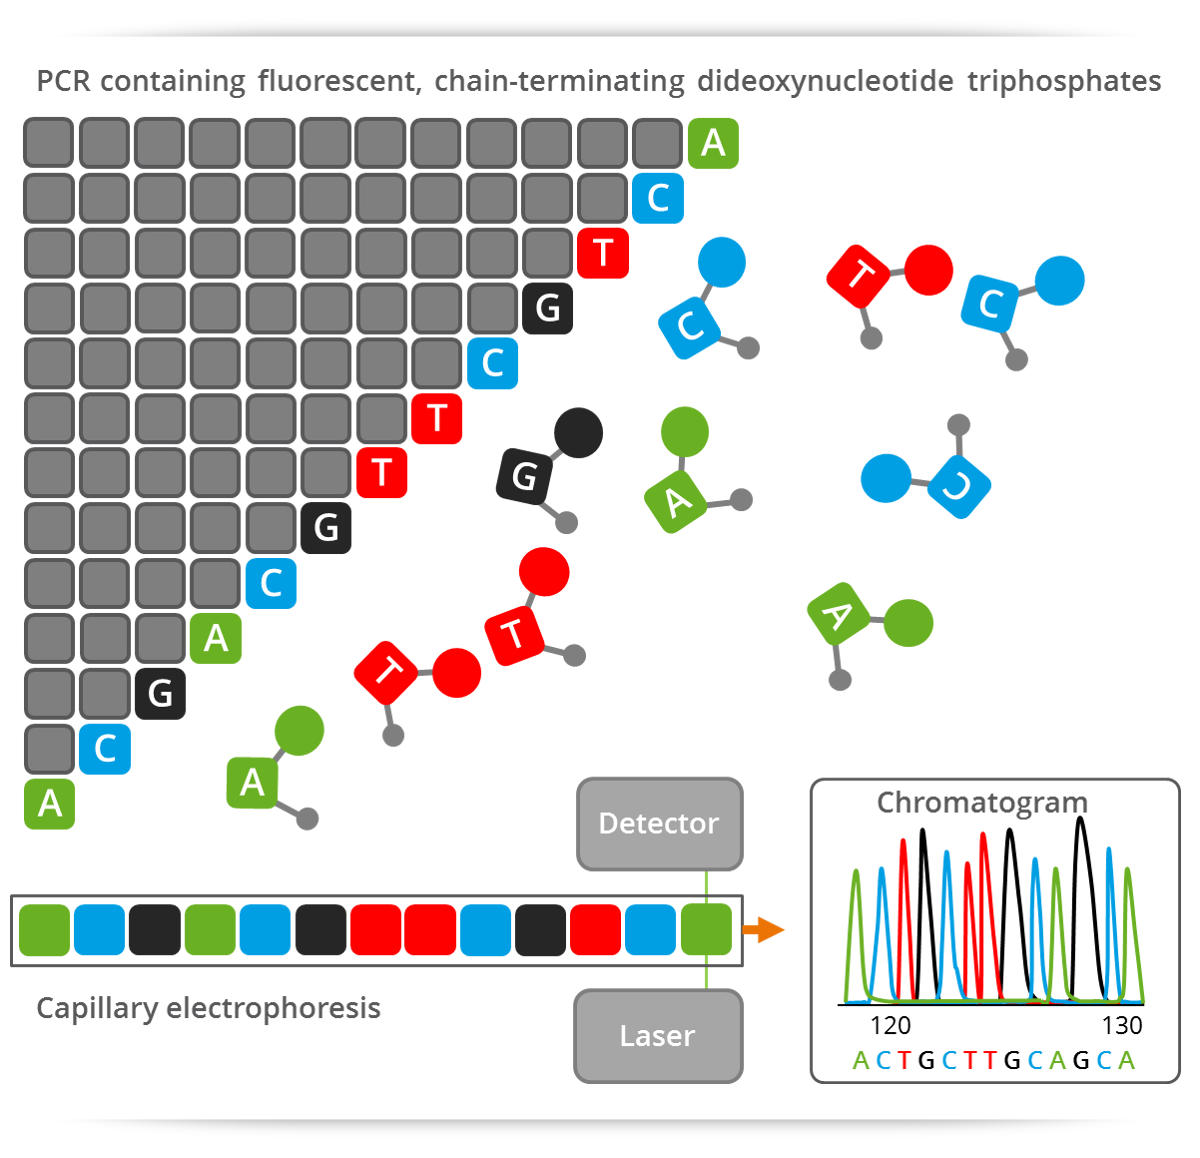 PCR containing fluorescent, chain-terminating dideoxynucleotide triphosphates
A
C
T
G
C
T
T
G
C
A
G
C
A
C
T
C
G
A
C
T
A
T
A
Detector
Chromatogram
Capillary electrophoresis
Laser
120 130
A C T G C T T G C A G C A